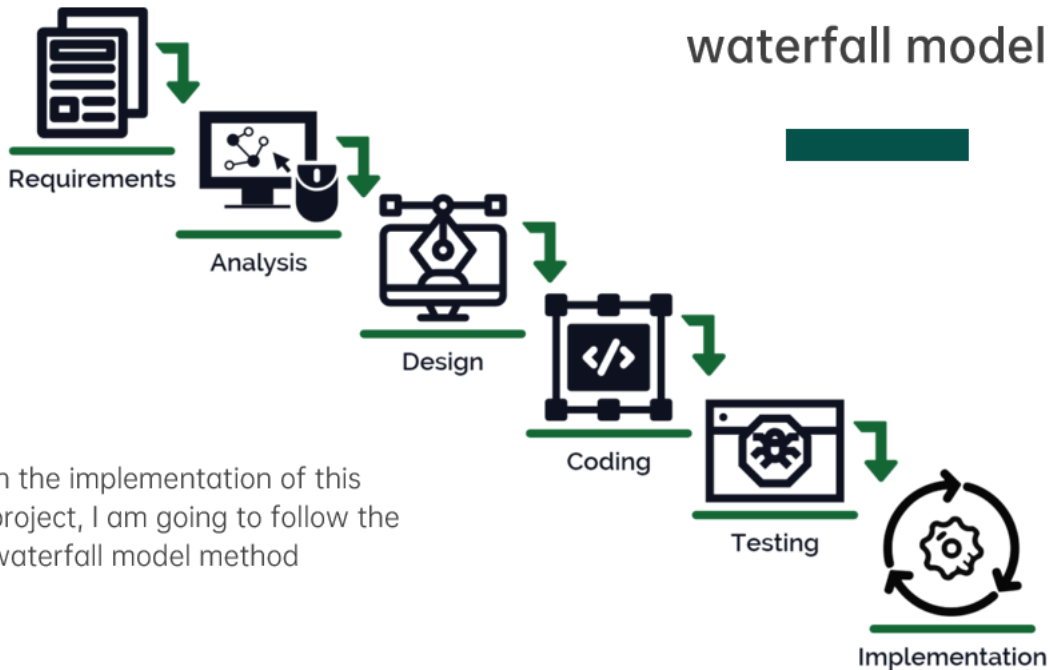 waterfall model
Requirements
Analysis
Design
</>
Coding
n the implementation of this
project, I am going to follow the
waterfall model method
Testing
Implementation